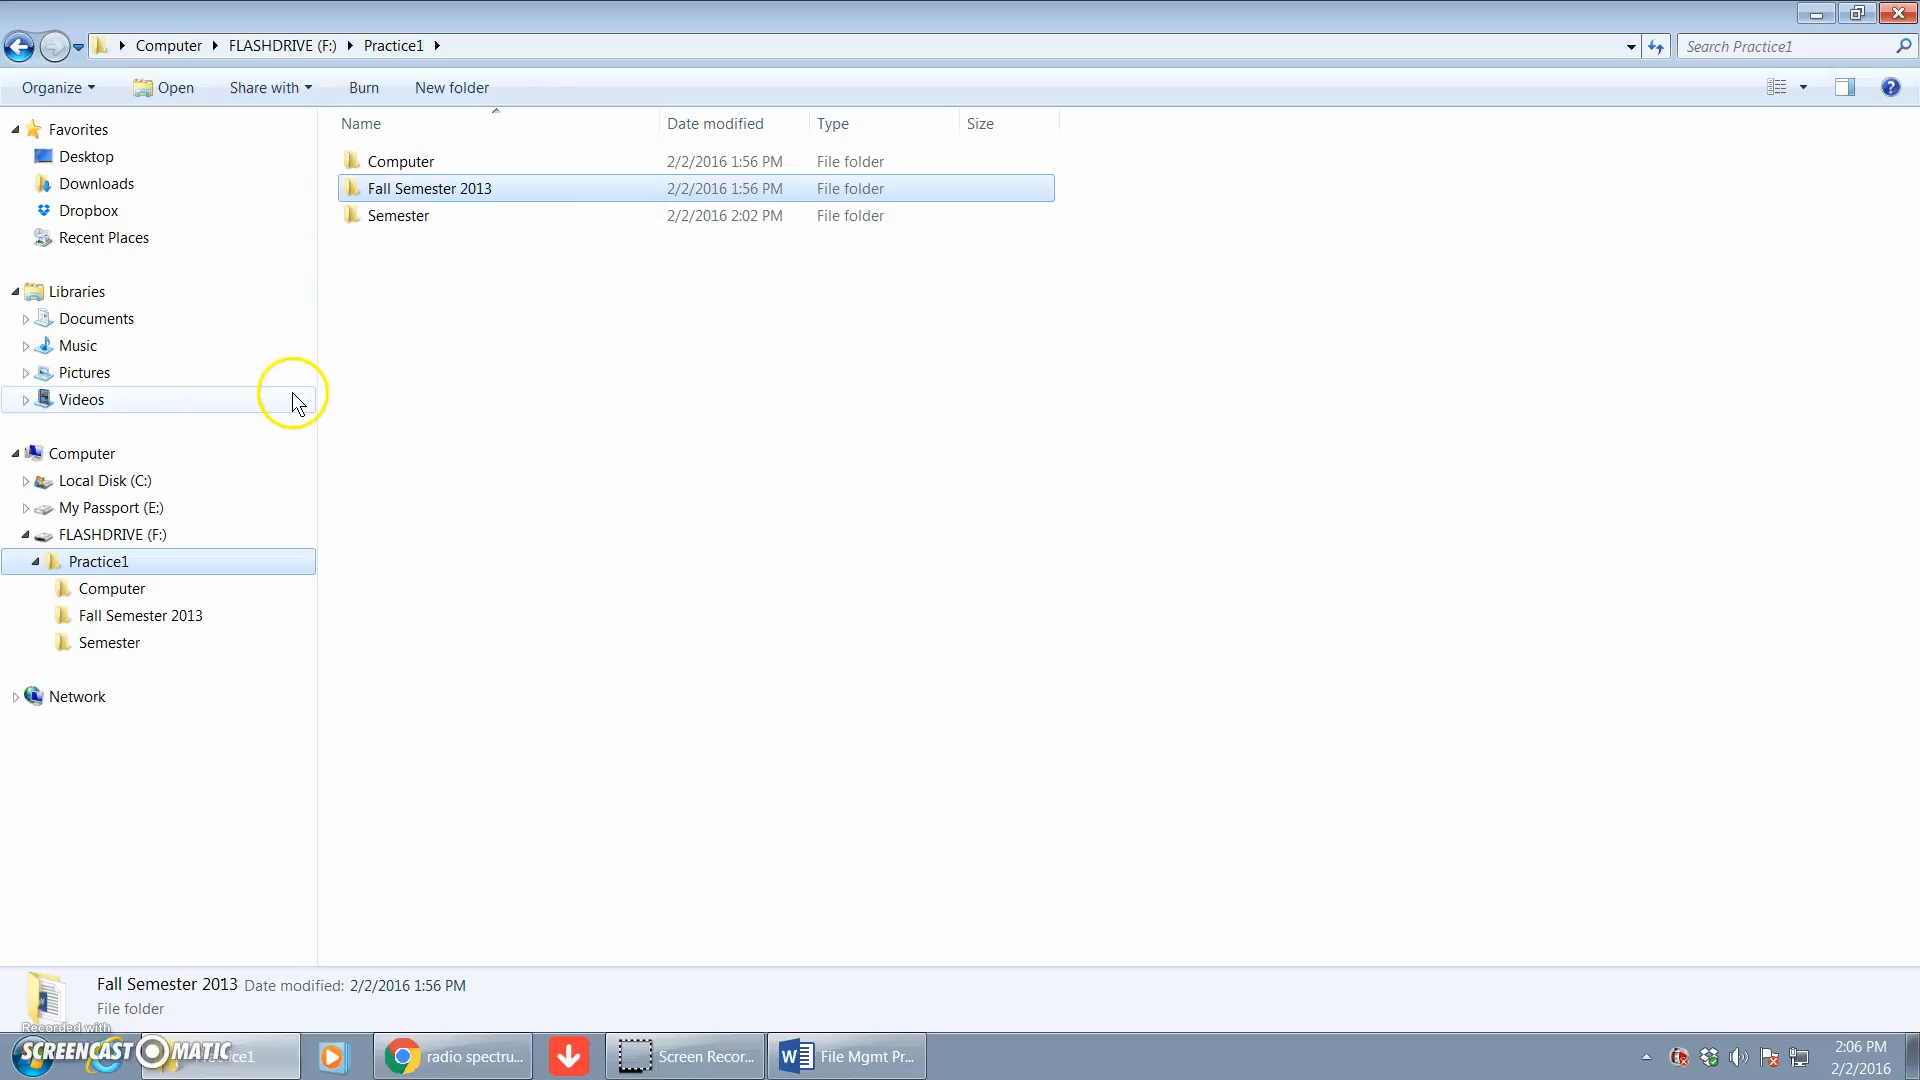 Computer FLASHDRIVE (F:) Practice1
Search Practice1
Organize Open Share with Burn New folder
Name Date modified Type Size
Favorites
Desktop
Downloads
Dropbox
Recent Places
Libraries
Documents
Music
Pictures
Videos
Computer
Local Disk (C:)
My Passport (E:)
FLASHDRIVE (F:)
Practice1
Computer
Fall Semester 2013
Semester
Network
Computer 2/2/2016 1:56 PM File folder
Fall Semester 2013 2/2/2016 1:56 PM File folder
Semester 2/2/2016 2:02 PM File folder
Fall Semester 2013 Date modified: 2/2/2016 1:56 PM
File folder
Recorded with
SCREENCAST O MATIC
radio spectru...
Screen Recor...
File Mgmt Pr...
2:06 PM
2/2/2016